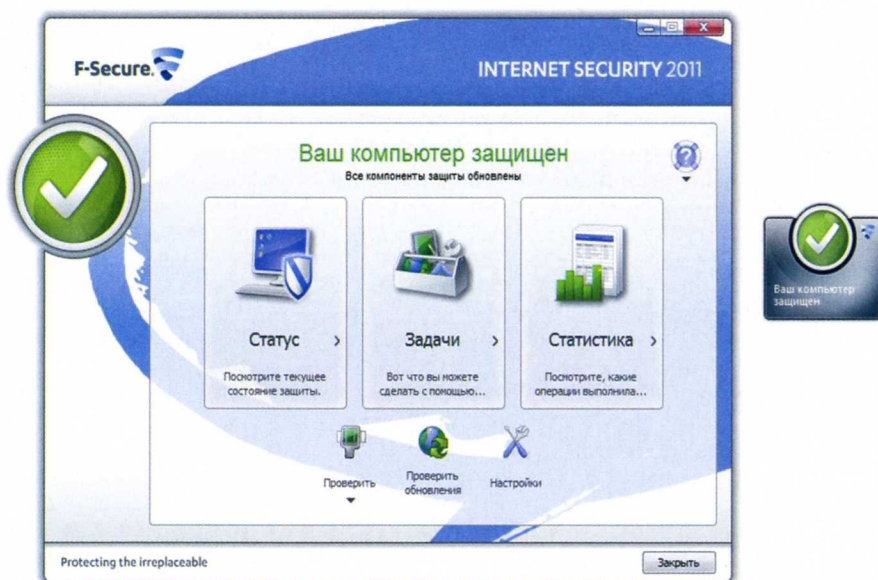 F-Secure.
INTERNET SECURITY 2011
Ваш компьютер защищен
Все компоненты защиты обновлены
Статус
Задачи
Статистика
Посмотрите текущее
состояние защиты.
Вот что вы можете
сделать с помощью...
Посмотрите, какие
операции выполнила...
Проверить
Проверить
обновления
Настройки
Protecting the irreplaceable
Закрыть
Ваш компьютер
защищен